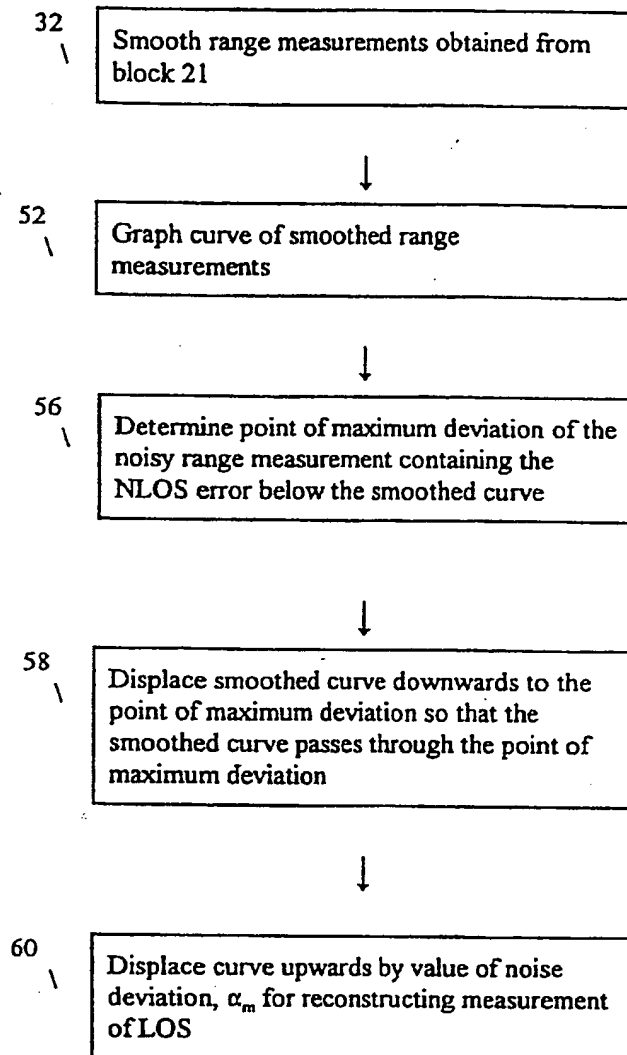 32
Smooth range measurements obtained from
block 21
52
Graph curve of smoothed range
measurements
56
Determine point of maximum deviation of the
noisy range measurement containing the
NLOS error below the smoothed curve
58
Displace smoothed curve downwards to the
point of maximum deviation so that the
smoothed curve passes through the point of
maximum deviation
60
Displace curve upwards by value of noise
deviation, αₘ for reconstructing measurement
of LOS